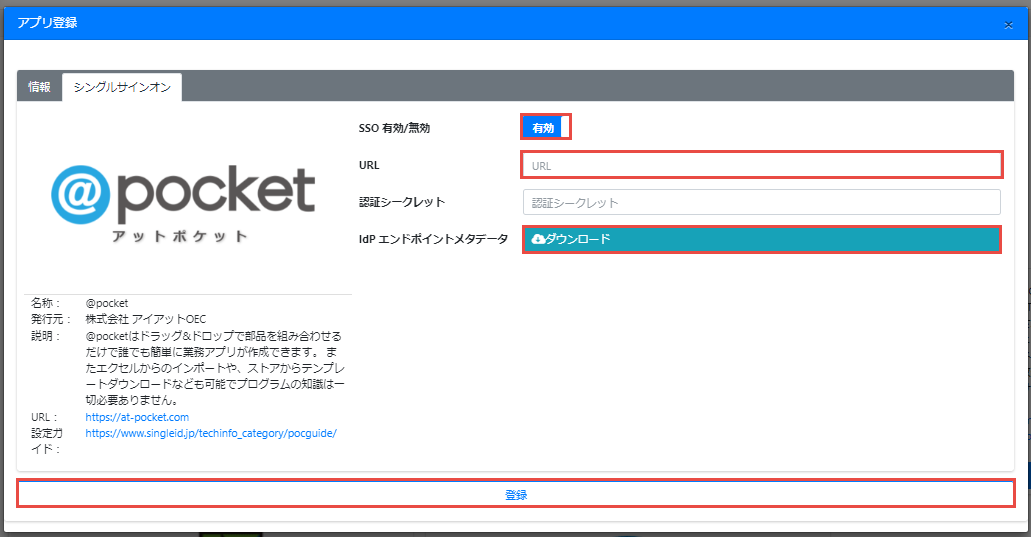 アプリ登録
×
情報 シングルサインオン
SSO 有効/無効 有効
URL URL
認証シークレット 認証シークレット
IdP エンドポイントメタデータ ダウンロード
@pocket
アットポケット
名称： @pocket
発行元： 株式会社 アイアットOEC
説明： @pocketはドラッグ&ドロップで部品を組み合わせる
だけで誰でも簡単に業務アプリが作成できます。 ま
たエクセルからのインポートや、ストアからテンプレ
ートダウンロードなども可能でプログラムの知識は一
切必要ありません。
URL： https://at-pocket.com
設定ガ https://www.singleid.jp/techinfo_category/pocguide/
イド：
登録